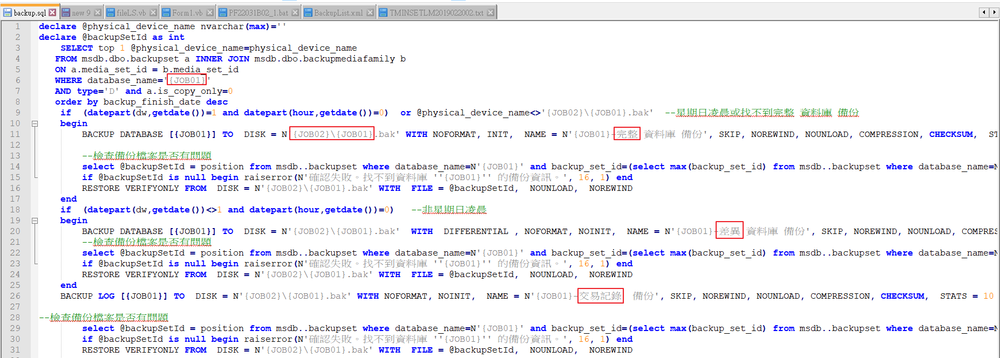 backup.sql new 9 fileLS.vb Form1.vb PF22031B02_1.bat BackupList.xml TMINSETLM2019022002.txt
1 declare @physical_device_name nvarchar(max)=''
2 declare @backupSetId as int
3 SELECT top 1 @physical_device_name=physical_device_name
4 FROM msdb.dbo.backupset a INNER JOIN msdb.dbo.backupmediafamily b
5 ON a.media_set_id = b.media_set_id
6 WHERE database_name='{JOB01}'
7 AND type='D' and a.is_copy_only=0
8 order by backup_finish_date desc
9 if (datepart(dw,getdate())=1 and datepart(hour,getdate())=0) or @physical_device_name<>'{JOB02}\{JOB01}.bak' --星期日凌晨或找不到完整 資料庫 備份
10 begin
11 BACKUP DATABASE [{JOB01}] TO DISK = N'{JOB02}\{JOB01}.bak' WITH NOFORMAT, INIT, NAME = N'{JOB01}-完整 資料庫 備份', SKIP, NOREWIND, NOUNLOAD, COMPRESSION, CHECKSUM, ST
12
13 --檢查備份檔案是否有問題
14 select @backupSetId = position from msdb..backupset where database_name=N'{JOB01}' and backup_set_id=(select max(backup_set_id) from msdb..backupset where database_name=N
15 if @backupSetId is null begin raiserror(N'確認失敗。找不到資料庫 ''{JOB01}'' 的備份資訊。', 16, 1) end
16 RESTORE VERIFYONLY FROM DISK = N'{JOB02}\{JOB01}.bak' WITH FILE = @backupSetId, NOUNLOAD, NOREWIND
17 end
18 if (datepart(dw,getdate())<>1 and datepart(hour,getdate())=0) --非星期日凌晨
19 begin
20 BACKUP DATABASE [{JOB01}] TO DISK = N'{JOB02}\{JOB01}.bak' WITH DIFFERENTIAL , NOFORMAT, NOINIT, NAME = N'{JOB01}-差異 資料庫 備份', SKIP, NOREWIND, NOUNLOAD, COMPRES
21 --檢查備份檔案是否有問題
22 select @backupSetId = position from msdb..backupset where database_name=N'{JOB01}' and backup_set_id=(select max(backup_set_id) from msdb..backupset where database_name=N
23 if @backupSetId is null begin raiserror(N'確認失敗。找不到資料庫 ''{JOB01}'' 的備份資訊。', 16, 1) end
24 RESTORE VERIFYONLY FROM DISK = N'{JOB02}\{JOB01}.bak' WITH FILE = @backupSetId, NOUNLOAD, NOREWIND
25 end
26 BACKUP LOG [{JOB01}] TO DISK = N'{JOB02}\{JOB01}.bak' WITH NOFORMAT, NOINIT, NAME = N'{JOB01}-交易記錄 備份', SKIP, NOREWIND, NOUNLOAD, COMPRESSION, CHECKSUM, STATS = 10
27
28 --檢查備份檔案是否有問題
29 select @backupSetId = position from msdb..backupset where database_name=N'{JOB01}' and backup_set_id=(select max(backup_set_id) from msdb..backupset where database_name=N
30 if @backupSetId is null begin raiserror(N'確認失敗。找不到資料庫 ''{JOB01}'' 的備份資訊。', 16, 1) end
31 RESTORE VERIFYONLY FROM DISK = N'{JOB02}\{JOB01}.bak' WITH FILE = @backupSetId, NOUNLOAD, NOREWIND